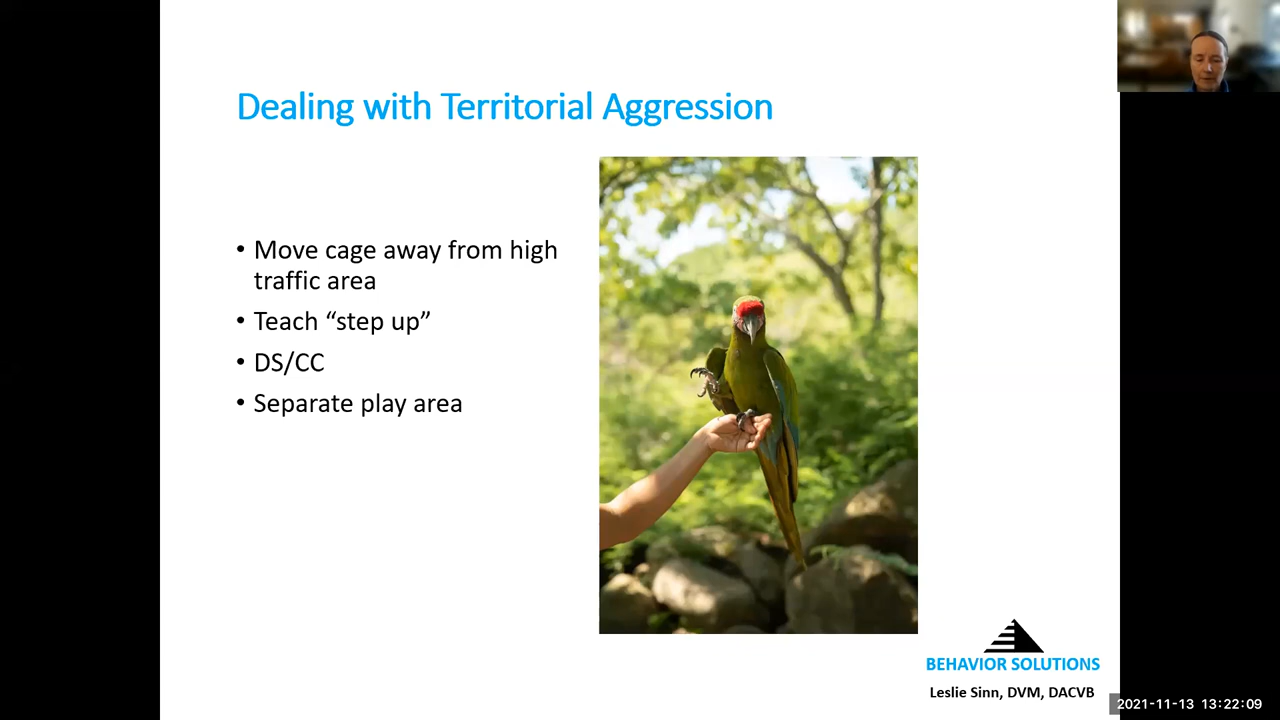 Dealing with Territorial Aggression
• Move cage away from high
traffic area
• Teach “step up”
• DS/CC
• Separate play area
BEHAVIOR SOLUTIONS
Leslie Sinn, DVM, DACVB
2021-11-13 13:22:09